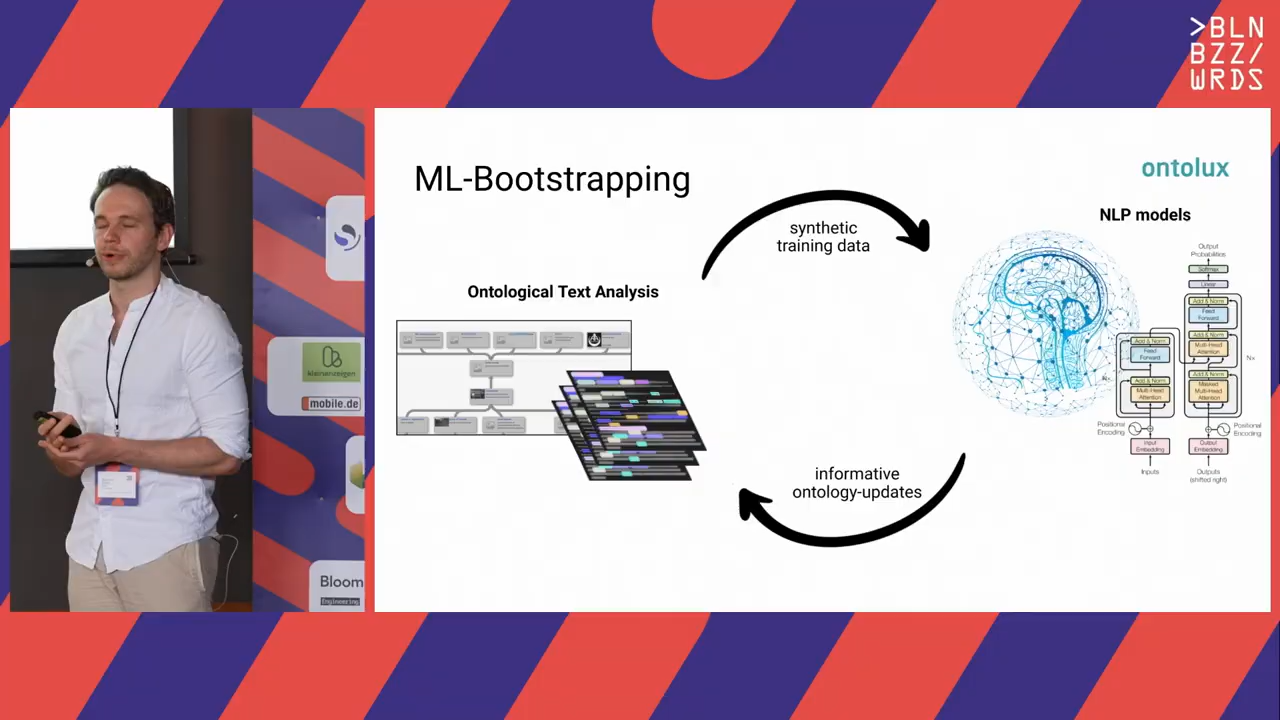 >BLN
BZZ/
WRDS
ML-Bootstrapping
ontolux
synthetic
training data
NLP models
Ontological Text Analysis
informative
ontology-updates
Output
Probabilities
Softmax
Linear
Add & Norm
Feed
Forward
Add & Norm
Multi-Head
Attention
Add & Norm
Masked
Multi-Head
Attention
Add & Norm
Feed
Forward
Add & Norm
Multi-Head
Attention
Nx
Positional
Encoding
Positional
Encoding
Input
Embedding
Output
Embedding
Inputs
Outputs
(shifted right)
kleinanzeigen
mobile.de
Bloom
Engineering